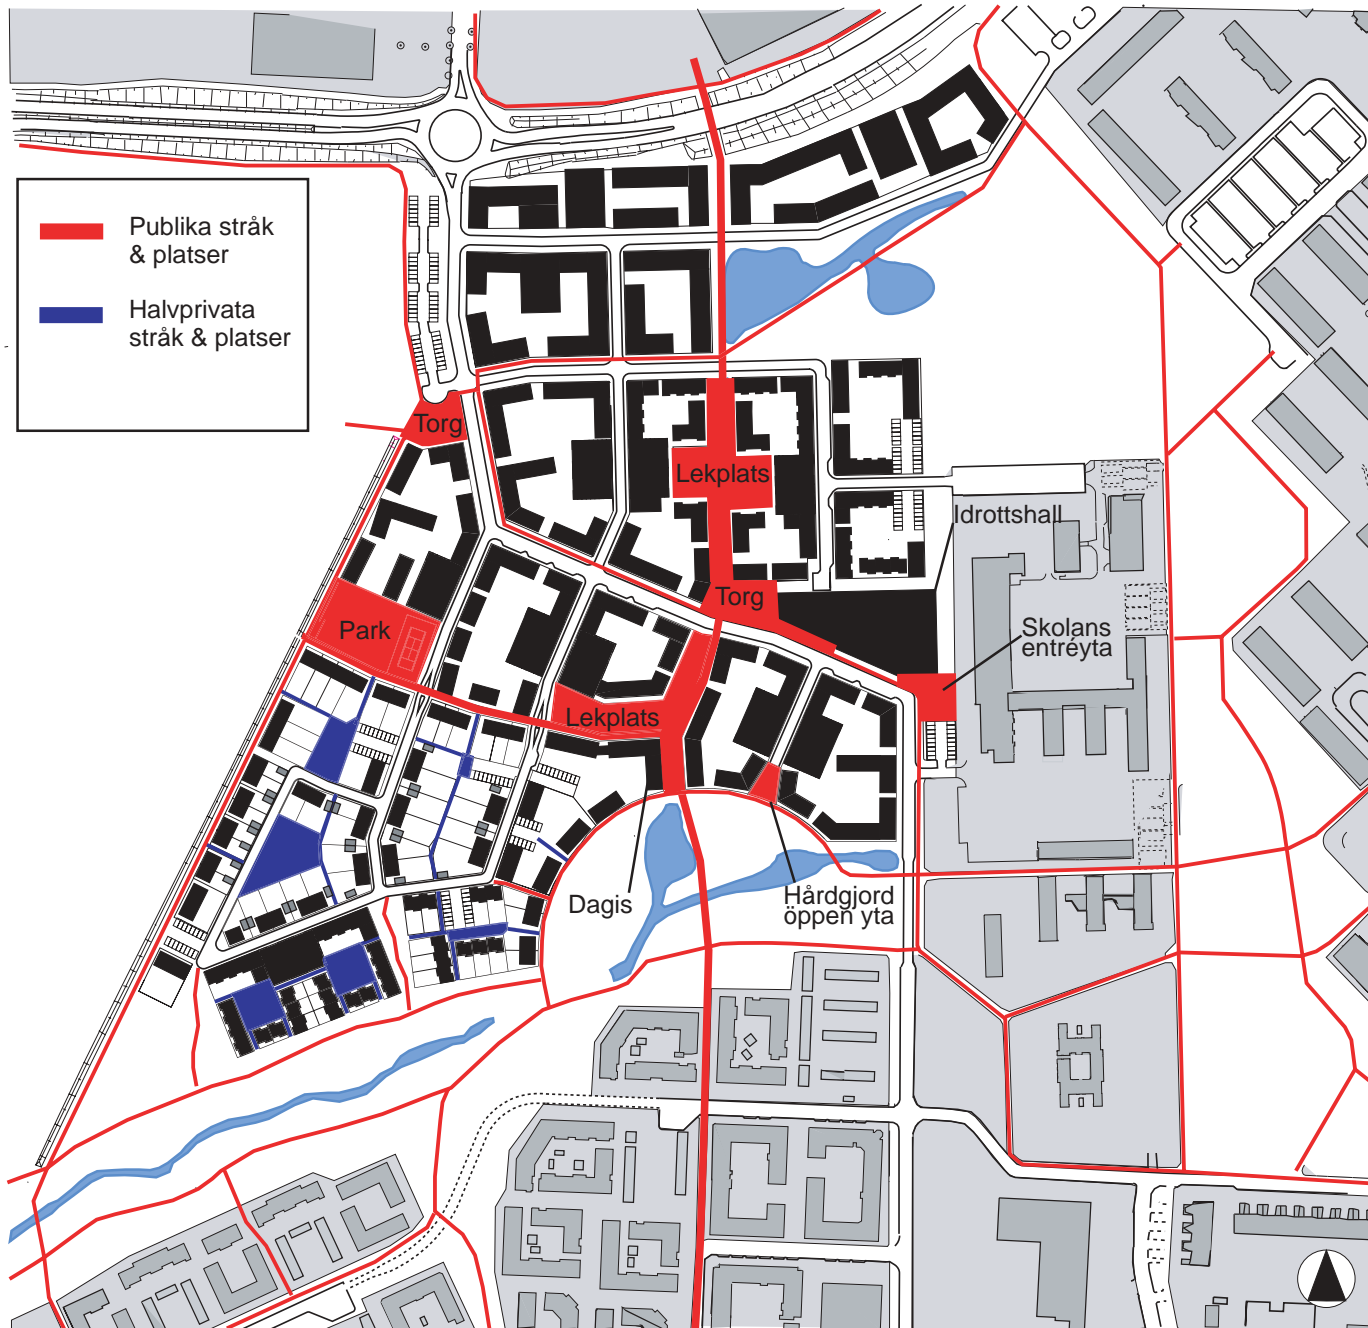 Publika stråk
& platser
Halvprivata
stråk & platser
Torg
Lekplats
Idrottshall
Torg
Park
Skolans
entréyta
Lekplats
Dagis
Hårdgjord
öppen yta